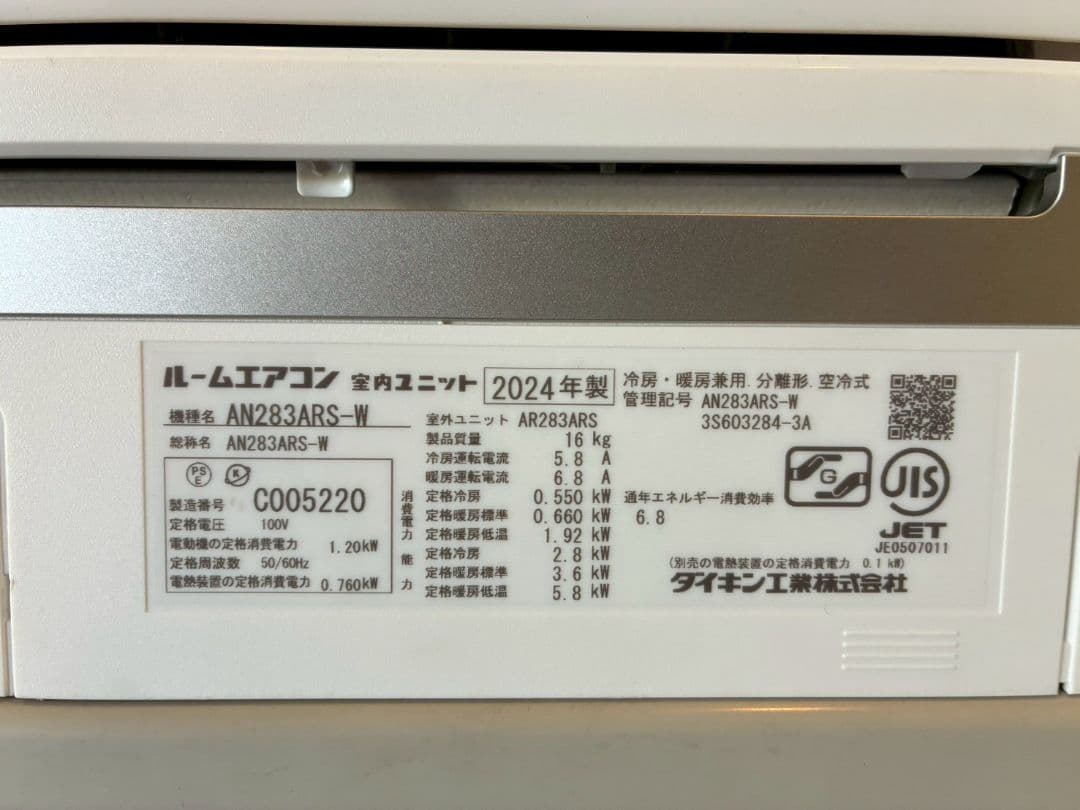 ルームエアコン 室内ユニット 2024年製
機種名 AN283ARS-W
総称名 AN283ARS-W
PS
E
K
製造番号 C005220
定格電圧 100V
電動機の定格消費電力 1.20kW
定格周波数 50/60Hz
電熱装置の定格消費電力 0.760kW
室外ユニット AR283ARS
製品質量 16 kg
冷房運転電流 5.8 A
暖房運転電流 6.8 A
消費電力
定格冷房 0.550 kW
定格暖房標準 0.660 kW
定格暖房低温 1.92 kW
能力
定格冷房 2.8 kW
定格暖房標準 3.6 kW
定格暖房低温 5.8 kW
冷房・暖房兼用.分離形.空冷式
管理記号 AN283ARS-W
3S603284-3A
通年エネルギー消費効率
6.8
G
JIS
JET
JE0507011
(別売の電熱装置の定格消費電力 0.1 kW)
ダイキン工業株式会社